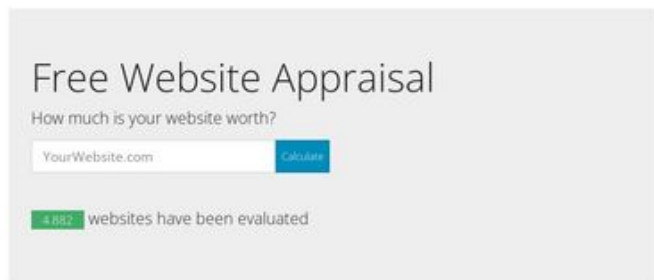 Free Website Appraisal
How much is your website worth?
YourWebsite.com Calculate
4.882 websites have been evaluated